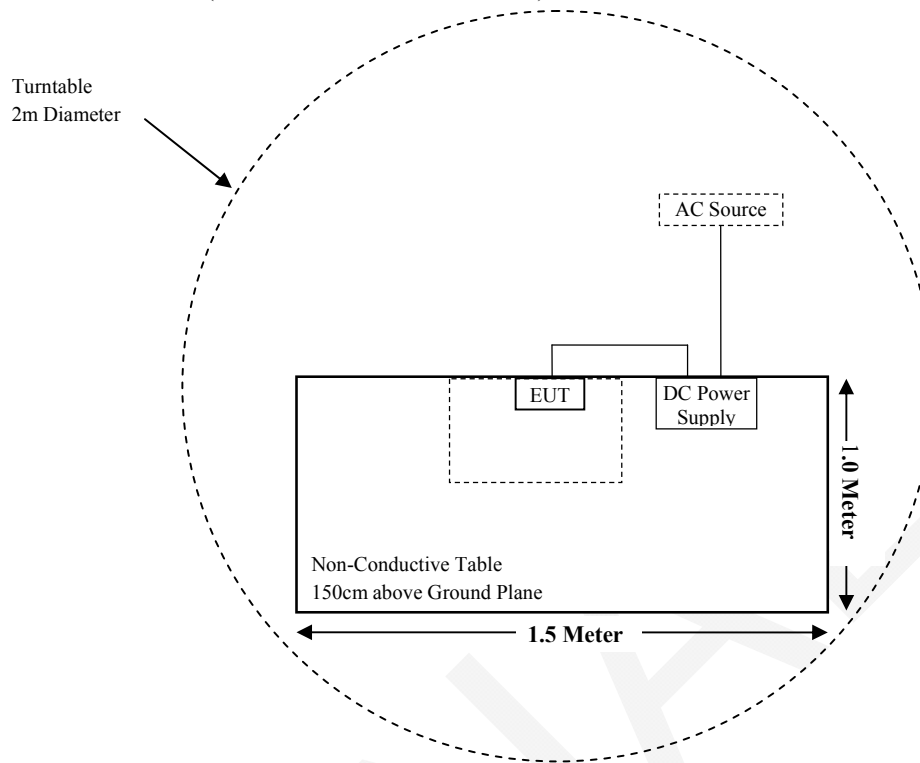 Turntable
2m Diameter
AC Source
EUT
DC Power
Supply
1.0 Meter
Non-Conductive Table
150cm above Ground Plane
1.5 Meter